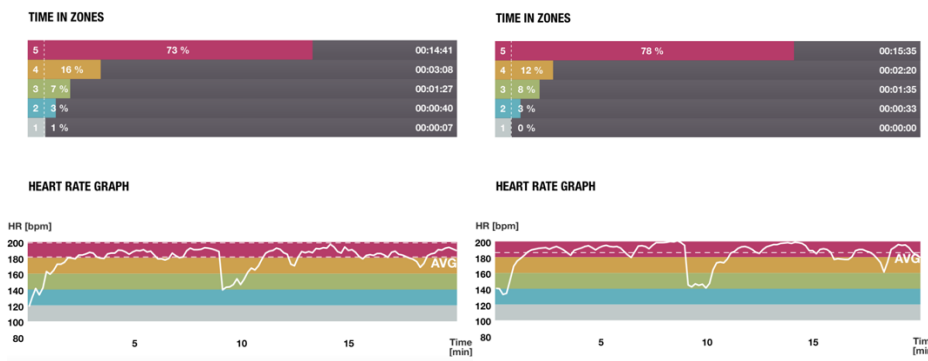 TIME IN ZONES
5 73 % 00:14:41
4 16 % 00:03:08
3 7 % 00:01:27
2 3 % 00:00:40
1 1 % 00:00:07
HEART RATE GRAPH
HR [bpm]
200
180
160
140
120
100
80
AVG
5 10 15 Time
[min]
TIME IN ZONES
5 78 % 00:15:35
4 12 % 00:02:20
3 8 % 00:01:35
2 3 % 00:00:33
1 0 % 00:00:00
HEART RATE GRAPH
HR [bpm]
200
180
160
140
120
100
80
AVG
5 10 15 Time
[min]